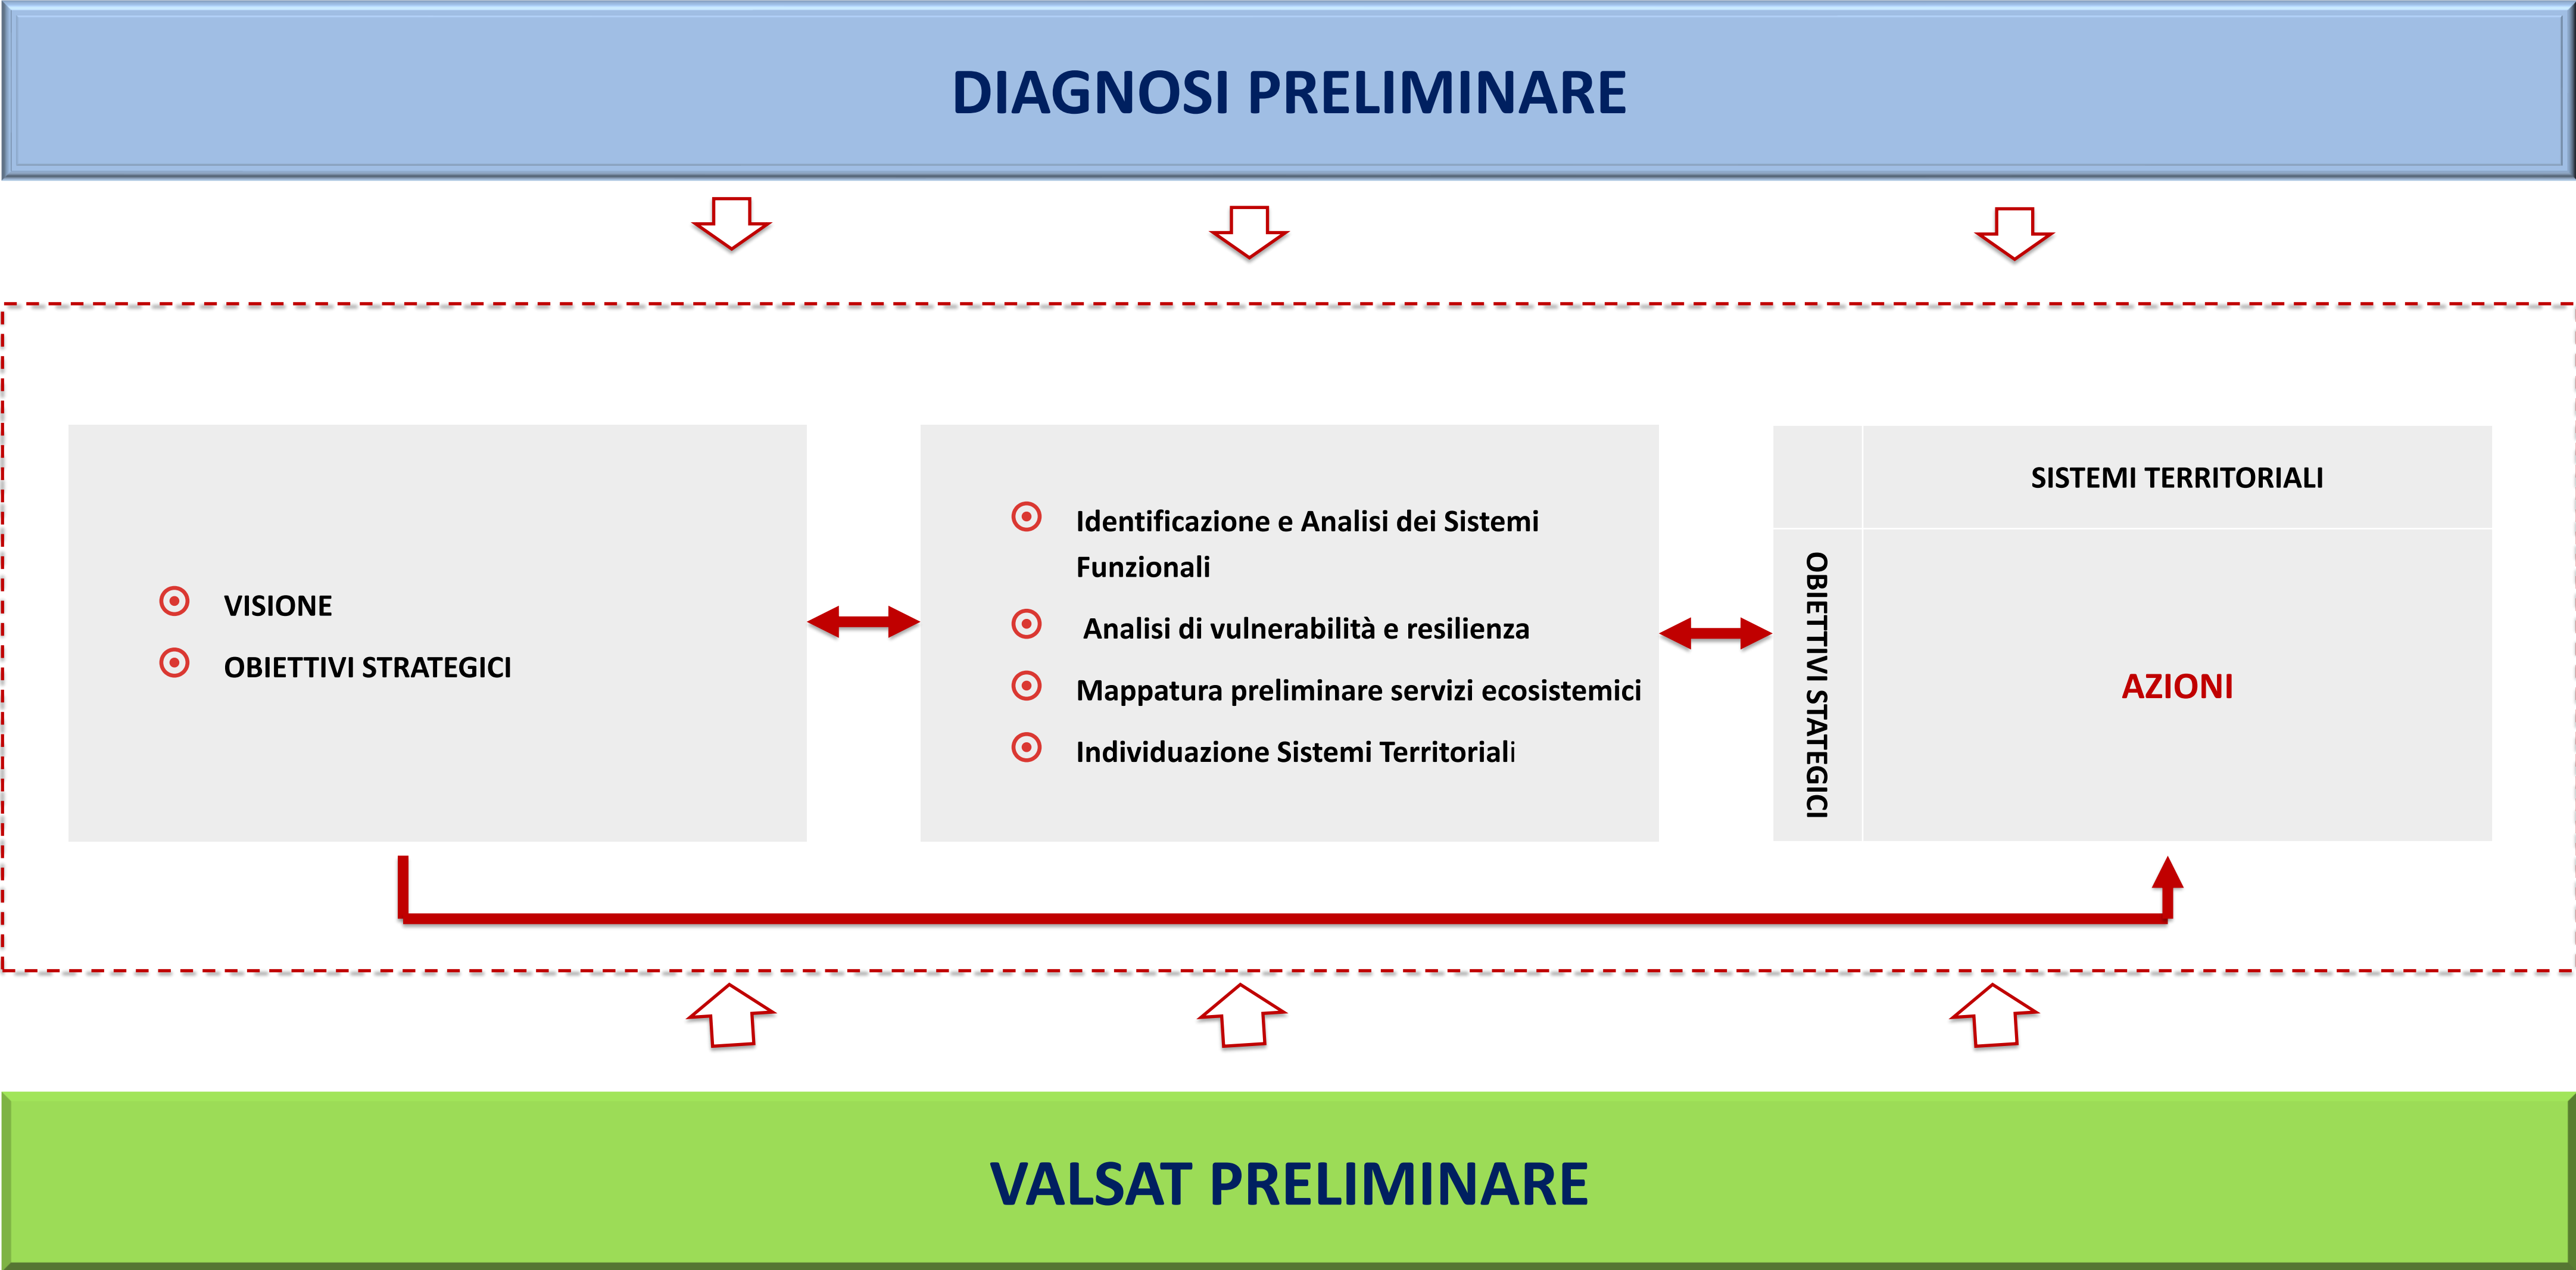 DIAGNOSI PRELIMINARE
VISIONE
OBIETTIVI STRATEGICI
Identificazione e Analisi dei Sistemi
Funzionali
Analisi di vulnerabilità e resilienza
Mappatura preliminare servizi ecosistemici
Individuazione Sistemi Territoriali
SISTEMI TERRITORIALI
OBIETTIVI STATEGICI
AZIONI
VALSAT PRELIMINARE